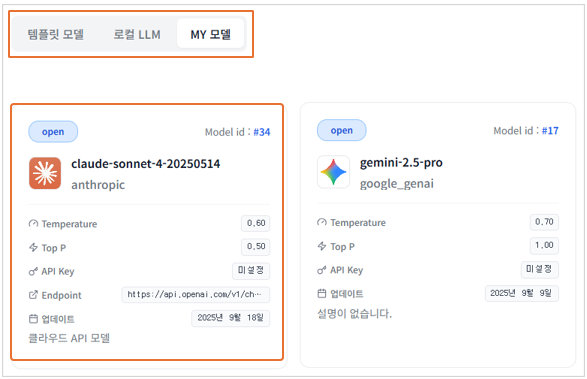 템플릿 모델 로컬 LLM MY 모델
open Model id : #34
claude-sonnet-4-20250514
anthropic
Temperature 0.60
Top P 0.50
API Key 미설정
Endpoint https://api.openai.com/v1/ch···
업데이트 2025년 9월 18일
클라우드 API 모델
open Model id : #17
gemini-2.5-pro
google_genai
Temperature 0.70
Top P 1.00
API Key 미설정
업데이트 2025년 9월 9일
설명이 없습니다.